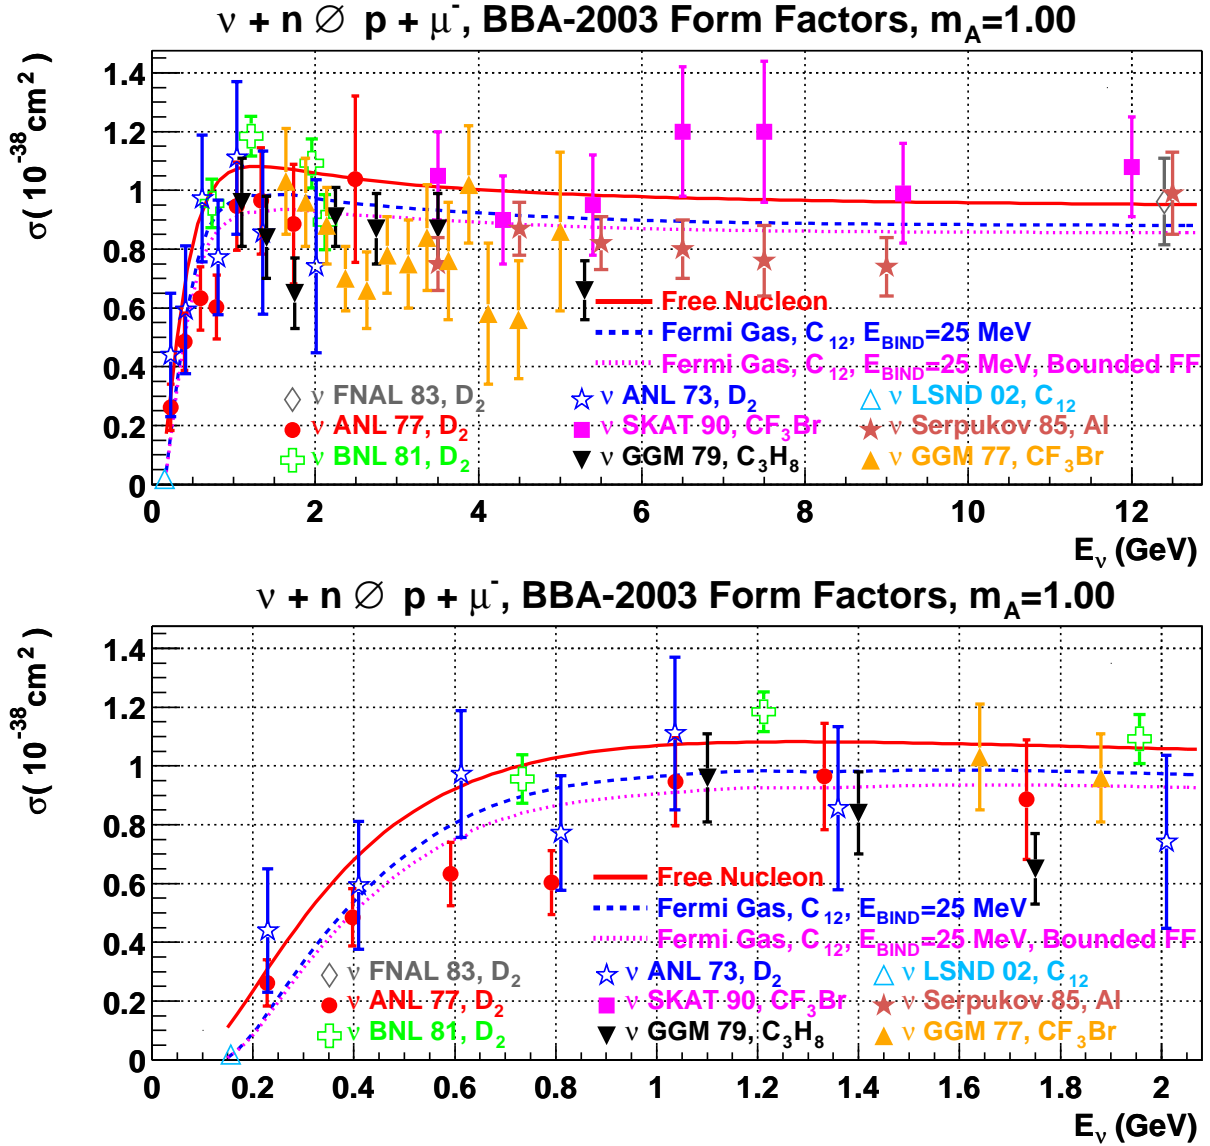 ν + n ∅ p + μ⁻, BBA-2003 Form Factors, m_A=1.00
σ( 10⁻³⁸cm²)
1.4
1.2
1
0.8
0.6
0.4
0.2
0
Free Nucleon
Fermi Gas, C₁₂, E_BIND=25 MeV
Fermi Gas, C₁₂, E_BIND=25 MeV, Bounded FF
ν FNAL 83, D₂ ν ANL 73, D₂ ν LSND 02, C₁₂
ν ANL 77, D₂ ν SKAT 90, CF₃Br ν Serpukov 85, Al
ν BNL 81, D₂ ν GGM 79, C₃H₈ ν GGM 77, CF₃Br
0 2 4 6 8 10 12
E_ν (GeV)
ν + n ∅ p + μ⁻, BBA-2003 Form Factors, m_A=1.00
σ( 10⁻³⁸cm²)
1.4
1.2
1
0.8
0.6
0.4
0.2
0
Free Nucleon
Fermi Gas, C₁₂, E_BIND=25 MeV
Fermi Gas, C₁₂, E_BIND=25 MeV, Bounded FF
ν FNAL 83, D₂ ν ANL 73, D₂ ν LSND 02, C₁₂
ν ANL 77, D₂ ν SKAT 90, CF₃Br ν Serpukov 85, Al
ν BNL 81, D₂ ν GGM 79, C₃H₈ ν GGM 77, CF₃Br
0 0.2 0.4 0.6 0.8 1 1.2 1.4 1.6 1.8 2
E_ν (GeV)